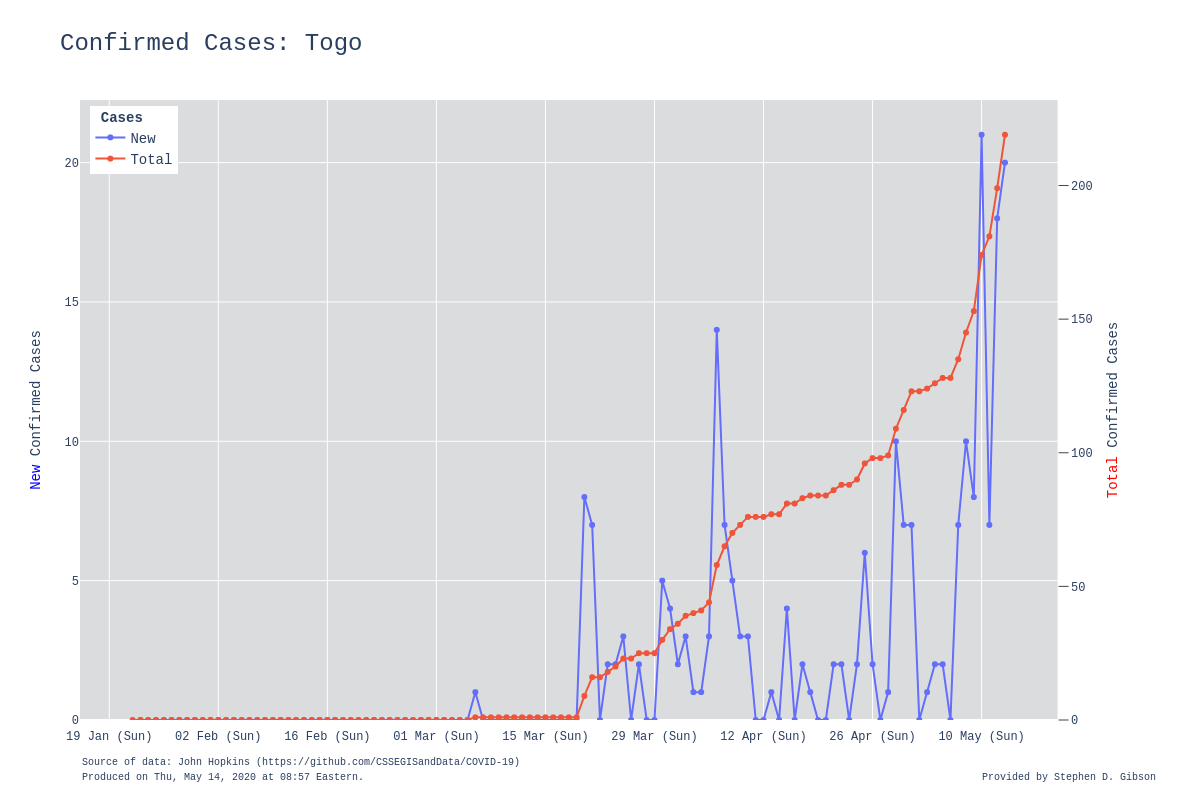 Confirmed Cases: Togo
Cases
New
Total
20
15
10
5
0
New Confirmed Cases
200
150
100
50
0
Total Confirmed Cases
19 Jan (Sun) 02 Feb (Sun) 16 Feb (Sun) 01 Mar (Sun) 15 Mar (Sun) 29 Mar (Sun) 12 Apr (Sun) 26 Apr (Sun) 10 May (Sun)
Source of data: John Hopkins (https://github.com/CSSEGISandData/COVID-19)
Produced on Thu, May 14, 2020 at 08:57 Eastern.
Provided by Stephen D. Gibson